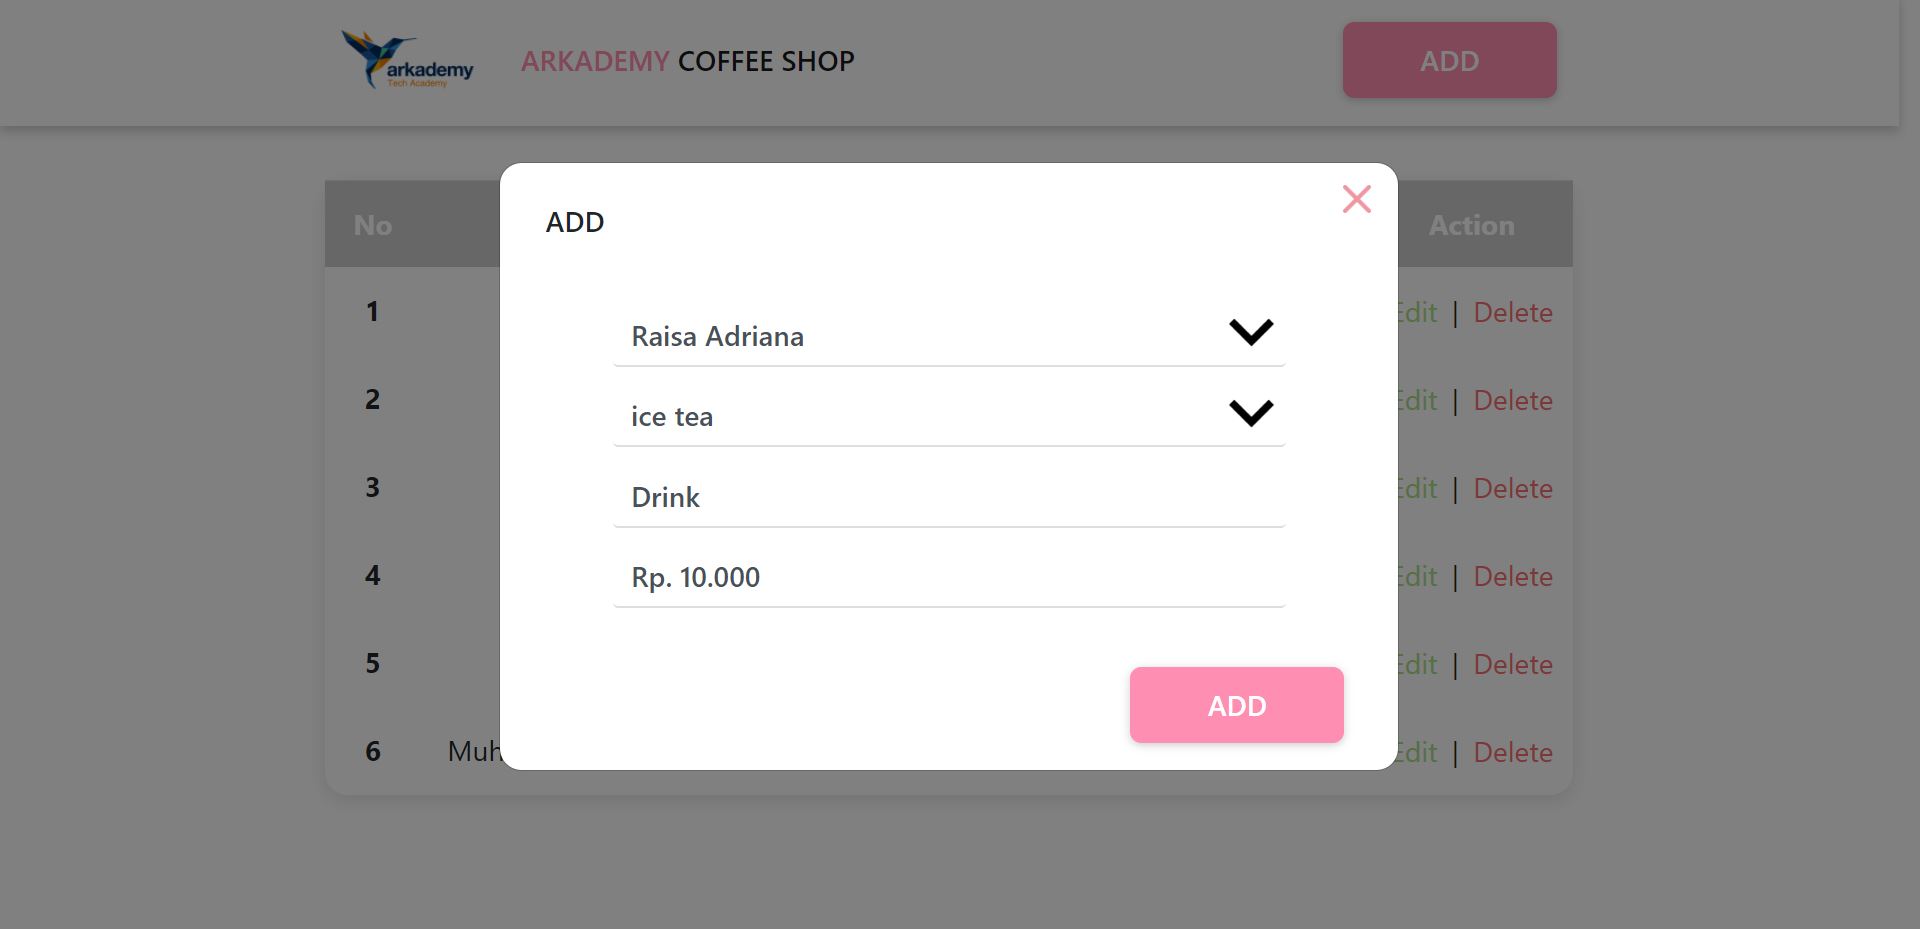 arkademy
Tech Academy
ARKADEMY COFFEE SHOP
ADD
No
Action
ADD
Raisa Adriana
ice tea
Drink
Rp. 10.000
ADD
1
Edit | Delete
2
Edit | Delete
3
Edit | Delete
4
Edit | Delete
5
Edit | Delete
6
Muh
Edit | Delete